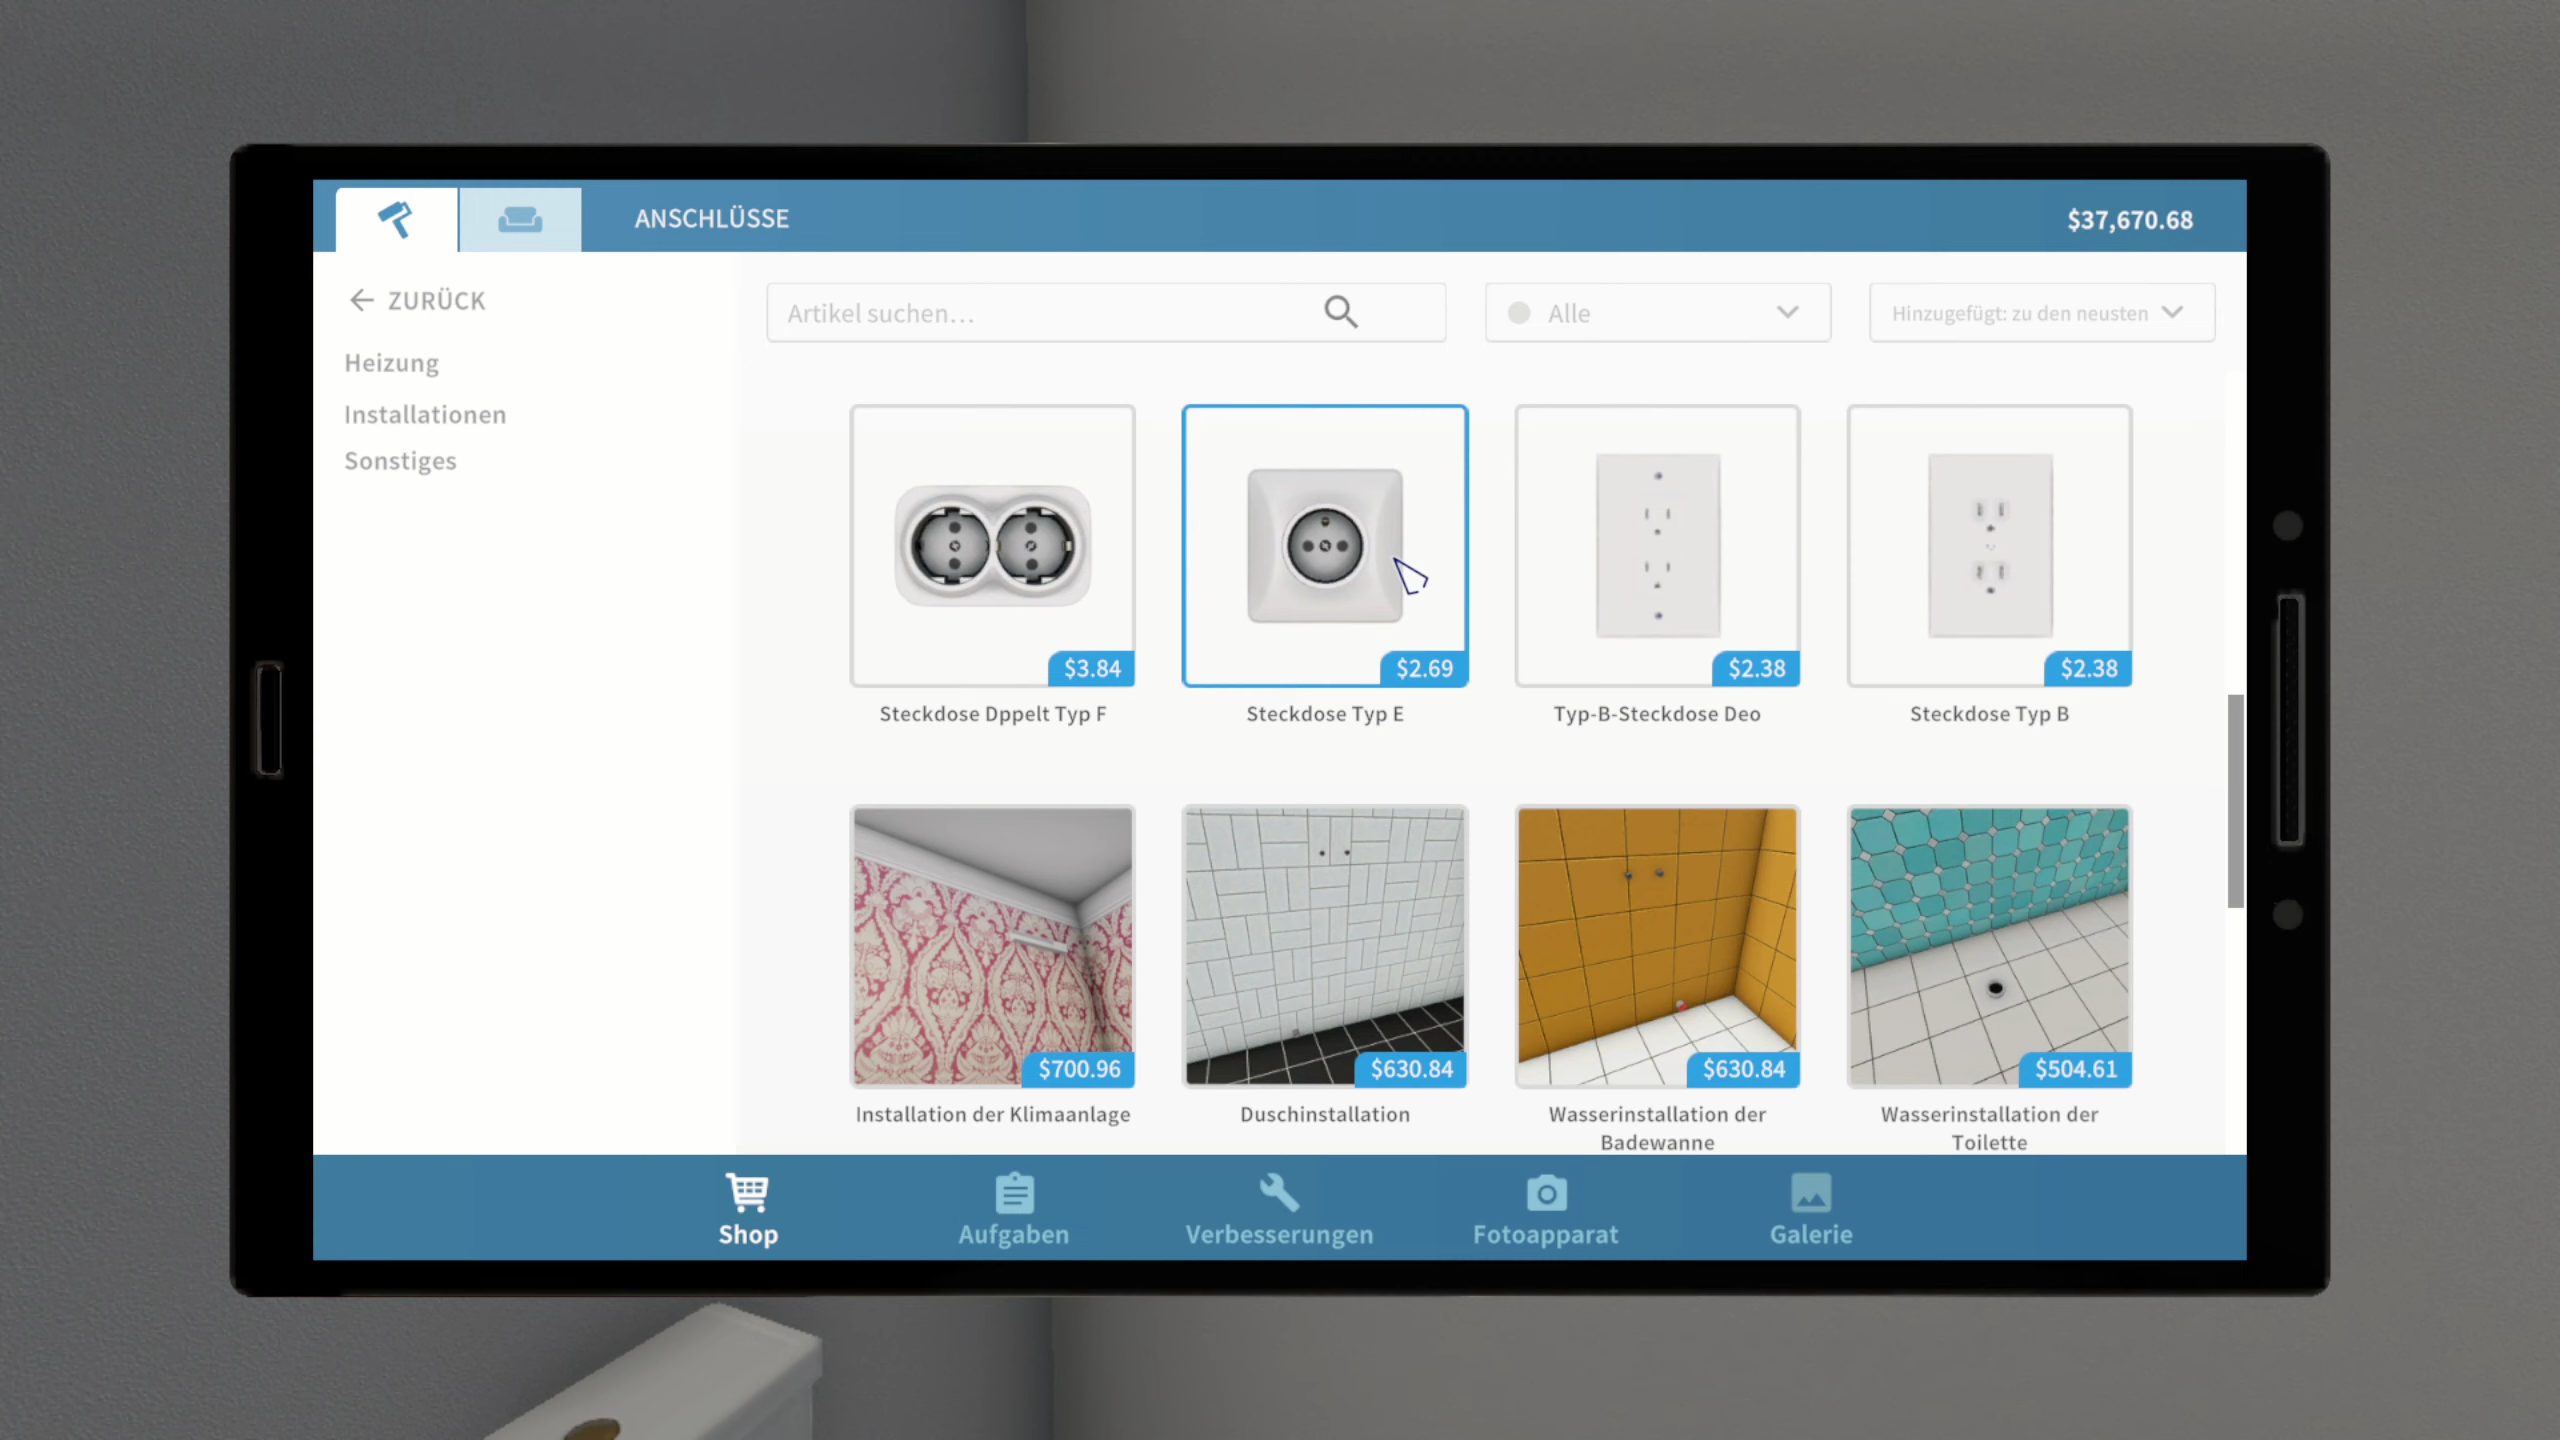 ANSCHLÜSSE
$37,670.68
ZURÜCK
Heizung
Installationen
Sonstiges
Artikel suchen...
Alle
Hinzugefügt: zu den neusten
$3.84
$2.69
$2.38
$2.38
Steckdose Dppelt Typ F
Steckdose Typ E
Typ-B-Steckdose Deo
Steckdose Typ B
$700.96
$630.84
$630.84
$504.61
Installation der Klimaanlage
Duschinstallation
Wasserinstallation der
Badewanne
Wasserinstallation der
Toilette
Shop
Aufgaben
Verbesserungen
Fotoapparat
Galerie